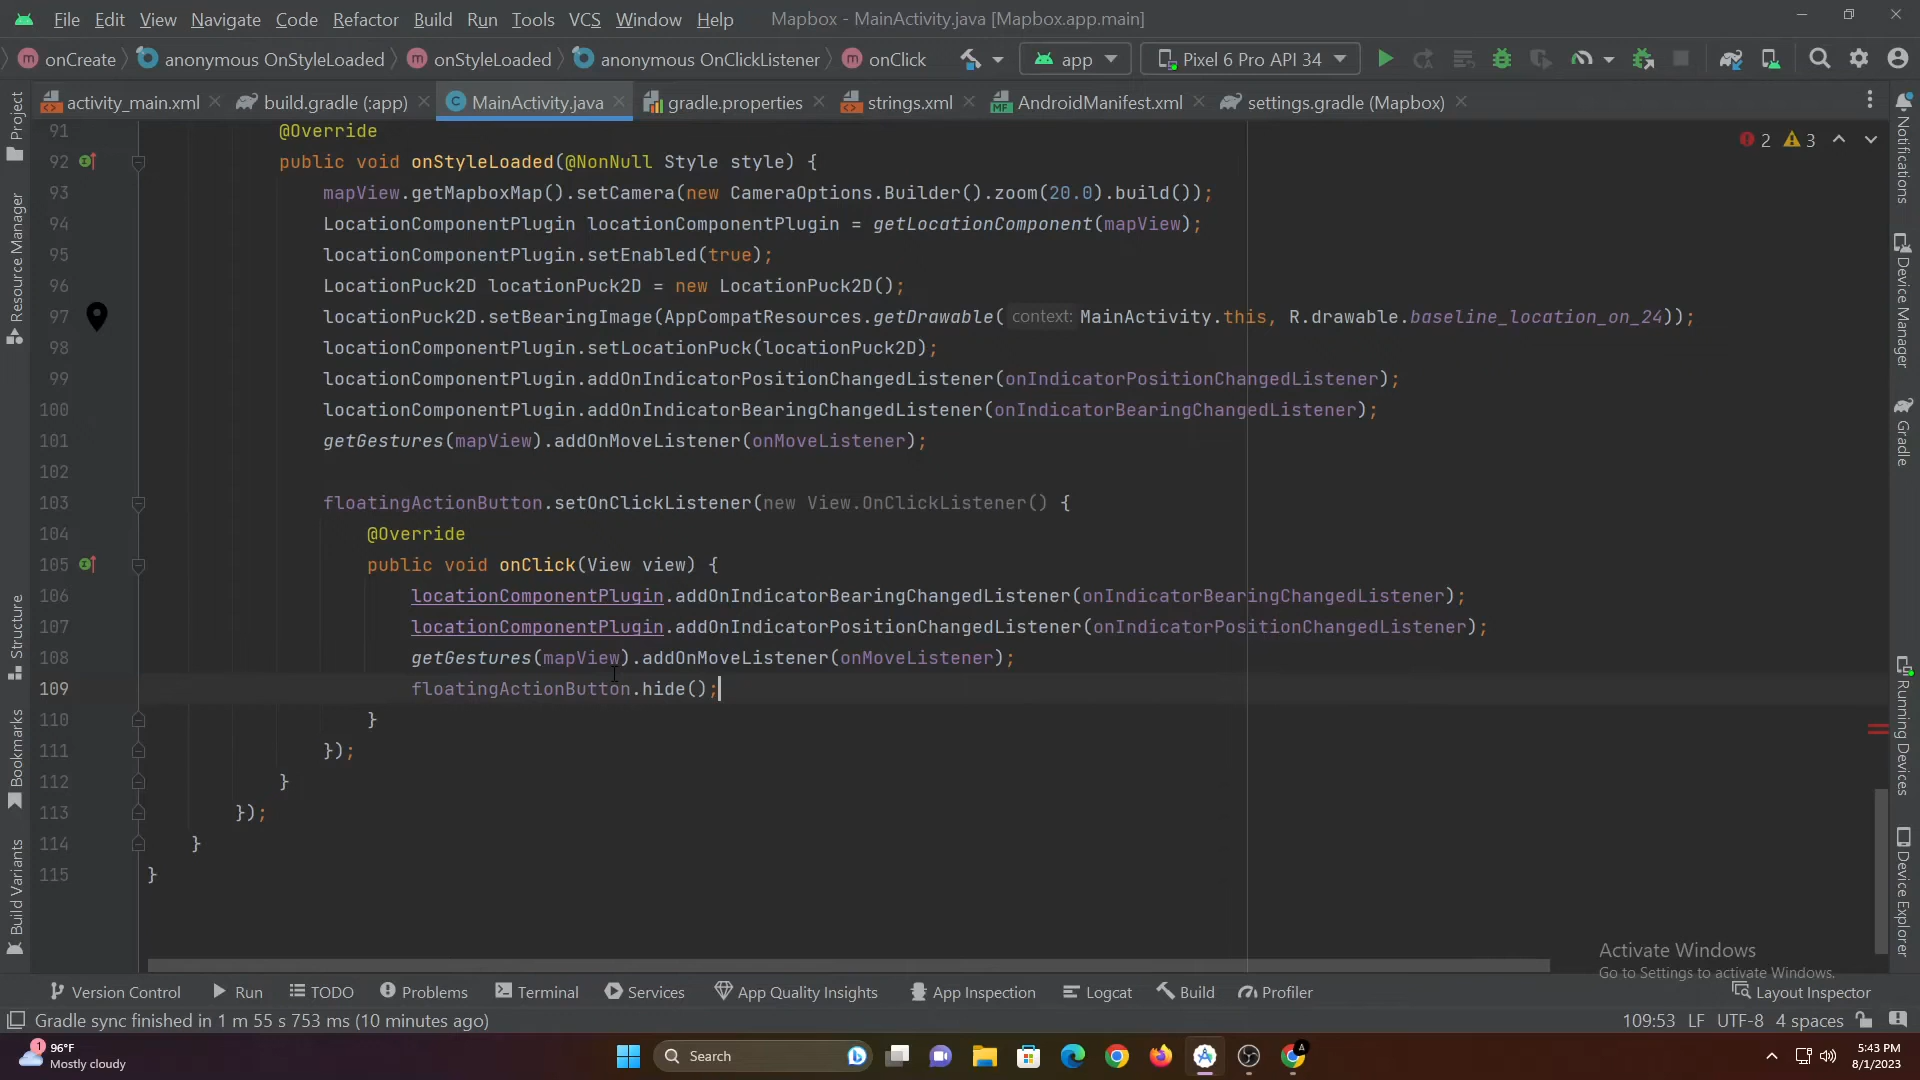 File Edit View Navigate Code Refactor Build Run Tools VCS Window Help Mapbox - MainActivity.java [Mapbox.app.main]
onCreate anonymous OnStyleLoaded onStyleLoaded anonymous OnClickListener onClick app Pixel 6 Pro API 34
activity_main.xml build.gradle (:app) MainActivity.java gradle.properties strings.xml AndroidManifest.xml settings.gradle (Mapbox)
Project
Resource Manager
Structure
Bookmarks
Build Variants
2 3
91 @Override
92 public void onStyleLoaded(@NonNull Style style) {
93 mapView.getMapboxMap().setCamera(new CameraOptions.Builder().zoom(20.0).build());
94 LocationComponentPlugin locationComponentPlugin = getLocationComponent(mapView);
95 locationComponentPlugin.setEnabled(true);
96 LocationPuck2D locationPuck2D = new LocationPuck2D();
97 locationPuck2D.setBearingImage(AppCompatResources.getDrawable( context: MainActivity.this, R.drawable.baseline_location_on_24));
98 locationComponentPlugin.setLocationPuck(locationPuck2D);
99 locationComponentPlugin.addOnIndicatorPositionChangedListener(onIndicatorPositionChangedListener);
100 locationComponentPlugin.addOnIndicatorBearingChangedListener(onIndicatorBearingChangedListener);
101 getGestures(mapView).addOnMoveListener(onMoveListener);
102
103 floatingActionButton.setOnClickListener(new View.OnClickListener() {
104 @Override
105 public void onClick(View view) {
106 locationComponentPlugin.addOnIndicatorBearingChangedListener(onIndicatorBearingChangedListener);
107 locationComponentPlugin.addOnIndicatorPositionChangedListener(onIndicatorPositionChangedListener);
108 getGestures(mapView).addOnMoveListener(onMoveListener);
109 floatingActionButton.hide();
110 }
111 });
112 }
113 });
114 }
115 }
Notifications
Device Manager
Gradle
Running Devices
Device Explorer
Activate Windows
Go to Settings to activate Windows.
Version Control Run TODO Problems Terminal Services App Quality Insights App Inspection Logcat Build Profiler Layout Inspector
Gradle sync finished in 1 m 55 s 753 ms (10 minutes ago) 109:53 LF UTF-8 4 spaces
1 96°F
Mostly cloudy
Search
A
5:43 PM
8/1/2023